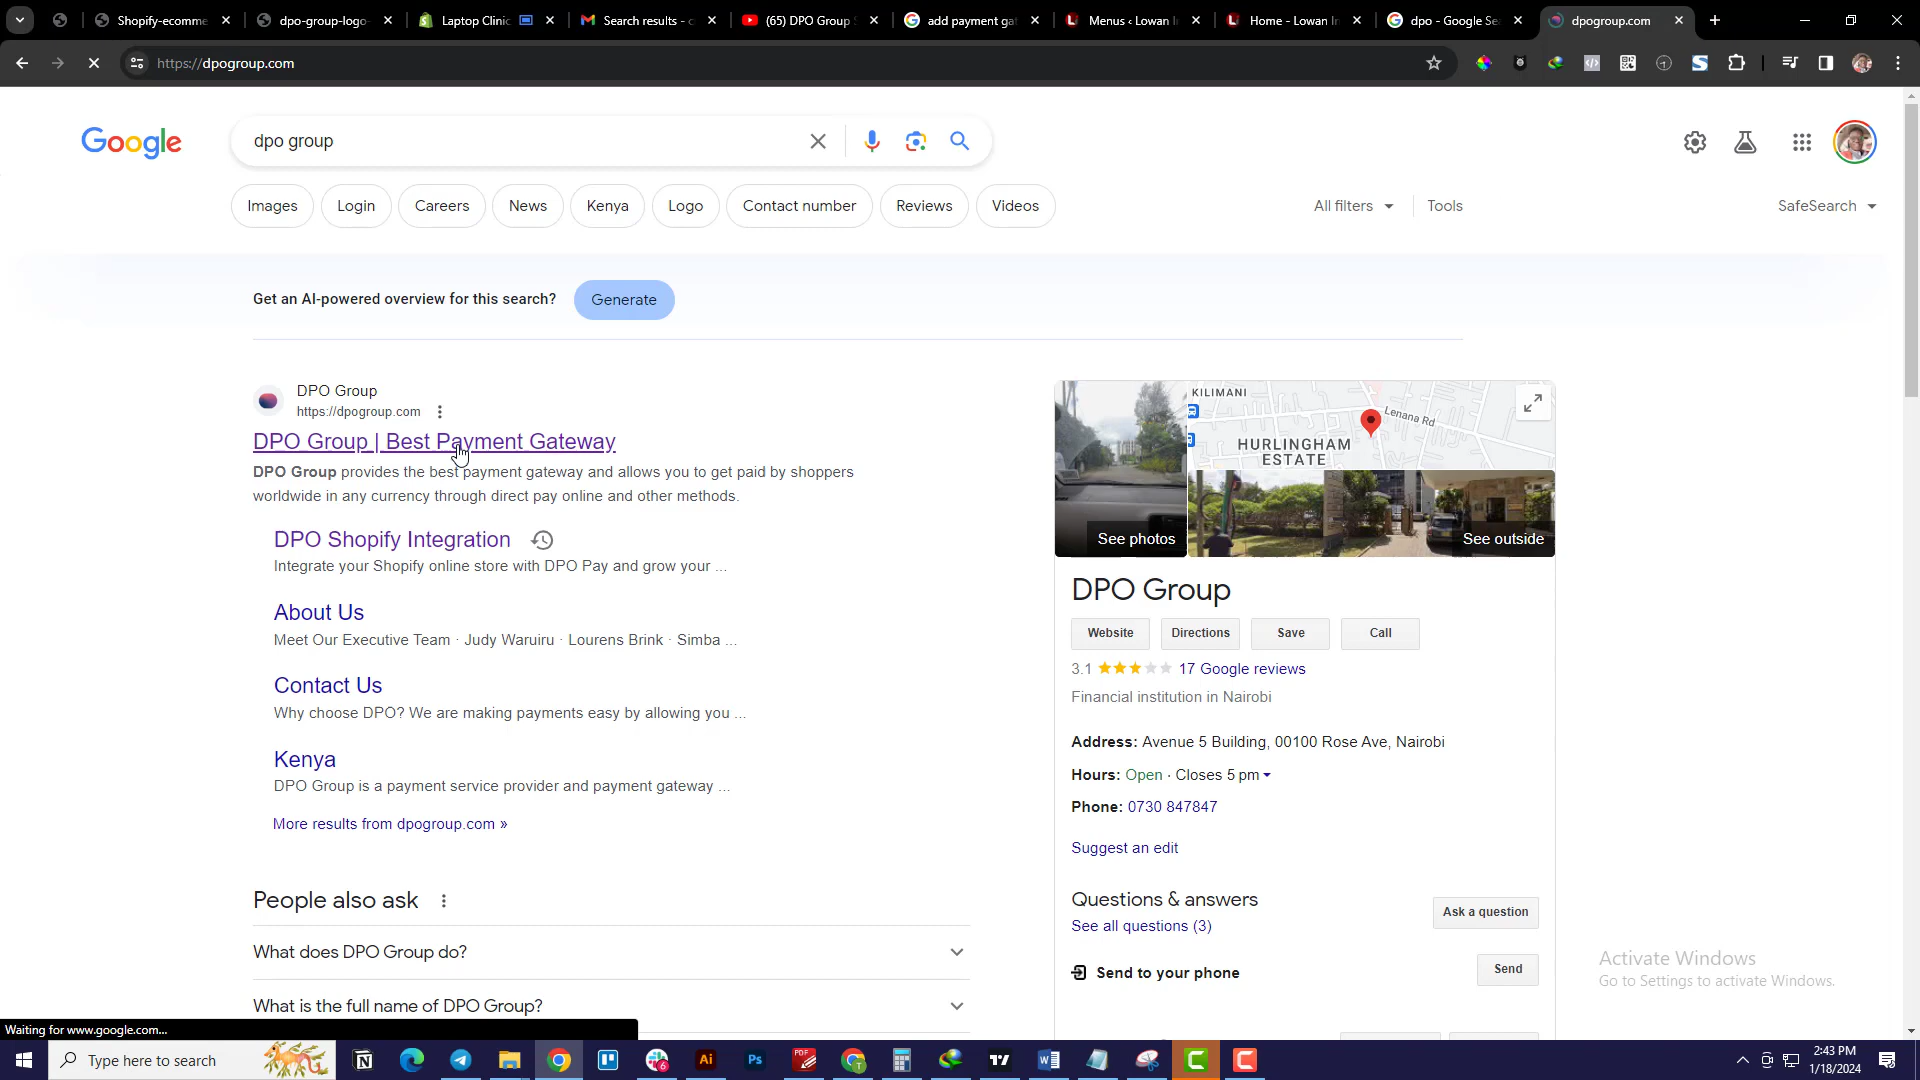 Shopify-ecomme
dpo-group-logo-
Laptop Clinic
Search results - c
(65) DPO Group S
add payment gat
Menus ‹ Lowan I
Home - Lowan In
dpo - Google Se
dpogroup.com
https://dpogroup.com
Google
dpo group
Images
Login
Careers
News
Kenya
Logo
Contact number
Reviews
Videos
All filters
Tools
SafeSearch
Get an AI-powered overview for this search?
Generate
DPO Group
https://dpogroup.com
DPO Group | Best Payment Gateway
DPO Group provides the best payment gateway and allows you to get paid by shoppers
worldwide in any currency through direct pay online and other methods.
DPO Shopify Integration
Integrate your Shopify online store with DPO Pay and grow your ...
About Us
Meet Our Executive Team · Judy Waruiru · Lourens Brink · Simba ...
Contact Us
Why choose DPO? We are making payments easy by allowing you ...
Kenya
DPO Group is a payment service provider and payment gateway ...
More results from dpogroup.com »
People also ask
What does DPO Group do?
What is the full name of DPO Group?
KILIMANI
Lenana Rd
HURLINGHAM
ESTATE
See photos
See outside
DPO Group
Website
Directions
Save
Call
3.1
17 Google reviews
Financial institution in Nairobi
Address: Avenue 5 Building, 00100 Rose Ave, Nairobi
Hours: Open · Closes 5 pm
Phone: 0730 847847
Suggest an edit
Questions & answers
See all questions (3)
Ask a question
Send to your phone
Send
Activate Windows
Go to Settings to activate Windows.
Waiting for www.google.com...
Type here to search
2:43 PM
1/18/2024